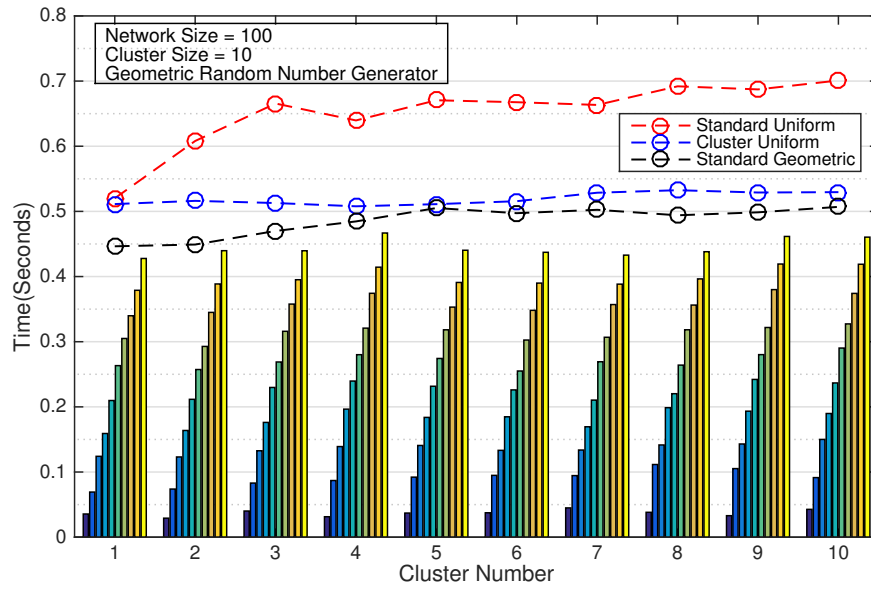 Network Size = 100
Cluster Size = 10
Geometric Random Number Generator
Standard Uniform
Cluster Uniform
Standard Geometric
0.8
0.7
0.6
0.5
0.4
0.3
0.2
0.1
0
Time(Seconds)
1 2 3 4 5 6 7 8 9 10
Cluster Number